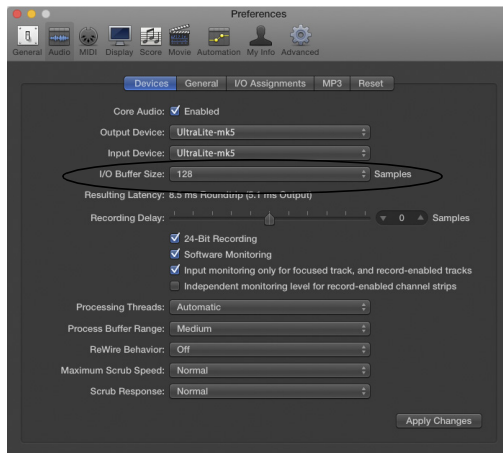 Preferences
General Audio MIDI Display Score Movie Automation My Info Advanced
Devices General I/O Assignments MP3 Reset
Core Audio: Enabled
Output Device: UltraLite-mk5
Input Device: UltraLite-mk5
I/O Buffer Size: 128 Samples
Resulting Latency: 8.5 ms Roundtrip (5.1 ms Output)
Recording Delay: 0 Samples
24-Bit Recording
Software Monitoring
Input monitoring only for focused track, and record-enabled tracks
Independent monitoring level for record-enabled channel strips
Processing Threads: Automatic
Process Buffer Range: Medium
ReWire Behavior: Off
Maximum Scrub Speed: Normal
Scrub Response: Normal
Apply Changes